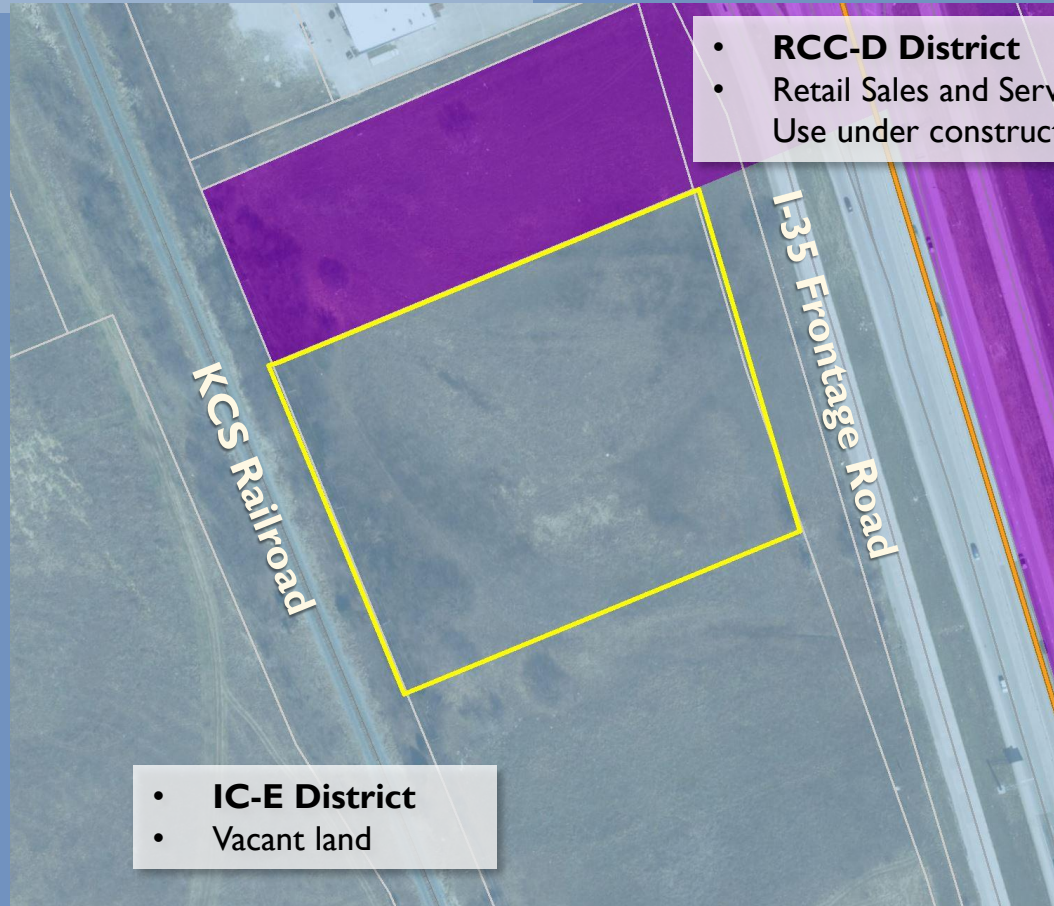 • RCC-D District
• Retail Sales and Serv
Use under construct
I-35 Frontage Road
KCS Railroad
• IC-E District
• Vacant land